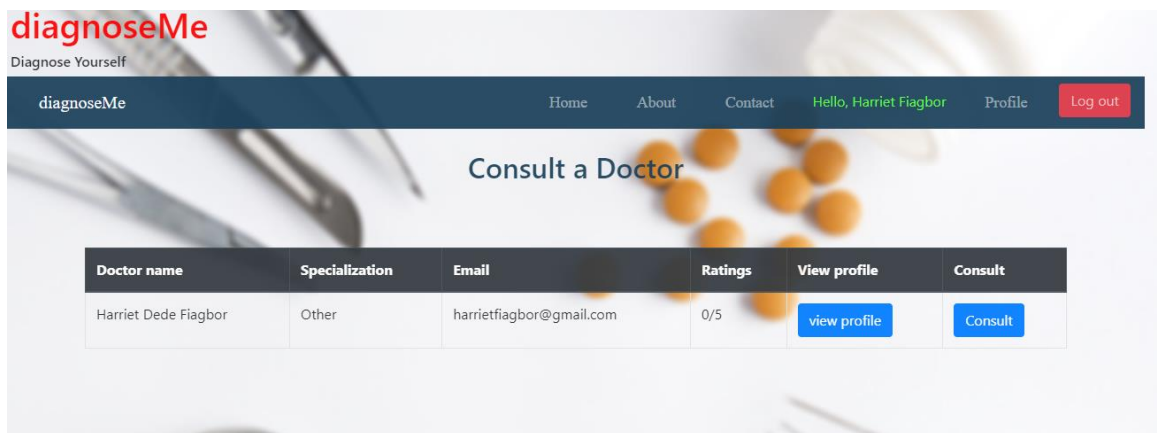 diagnoseMe
Diagnose Yourself
diagnoseMe Home About Contact Hello, Harriet Fiagbor Profile Log out
Consult a Doctor
Doctor name Specialization Email Ratings View profile Consult
Harriet Dede Fiagbor Other harrietfiagbor@gmail.com 0/5 view profile Consult